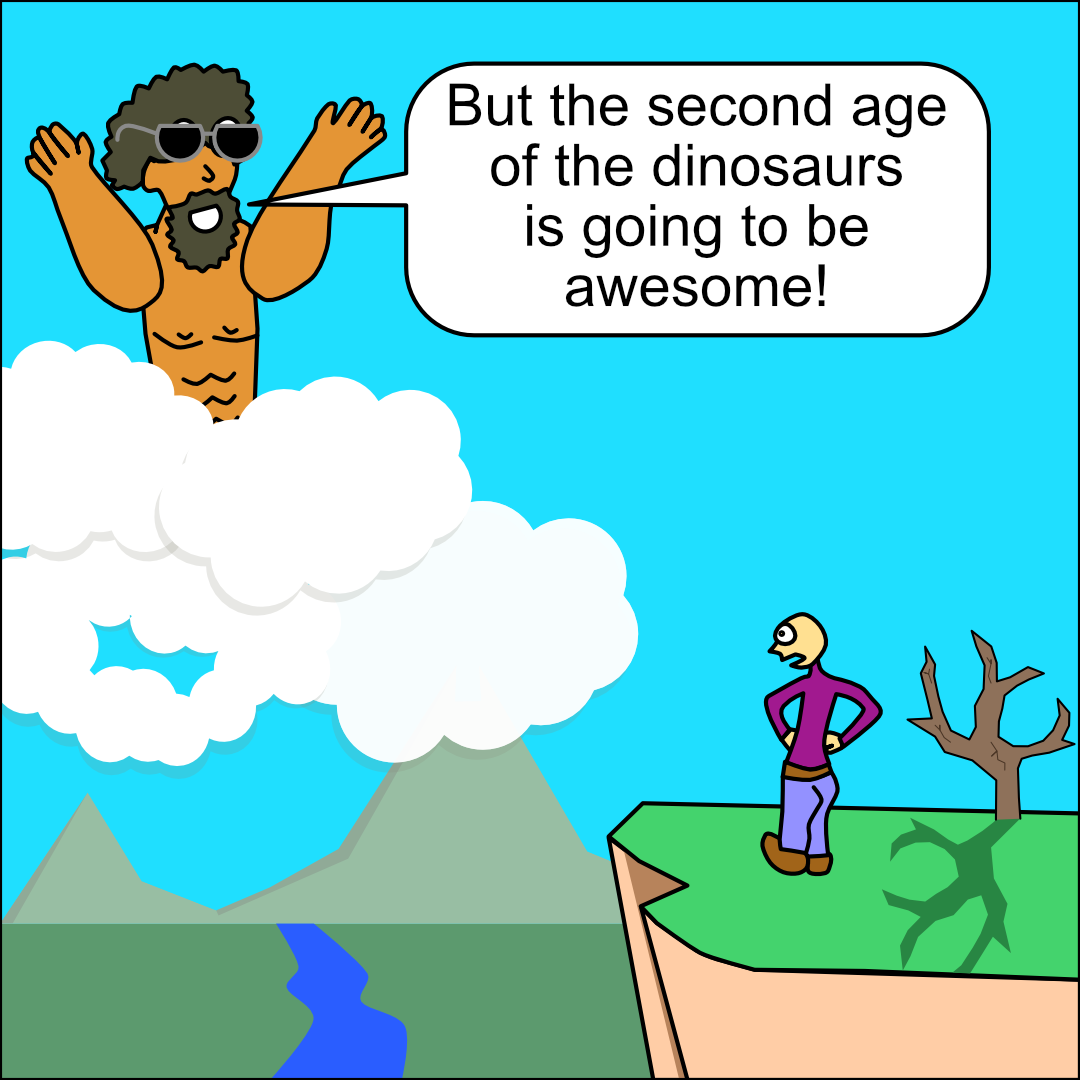 But the second age
of the dinosaurs
is going to be
awesome!